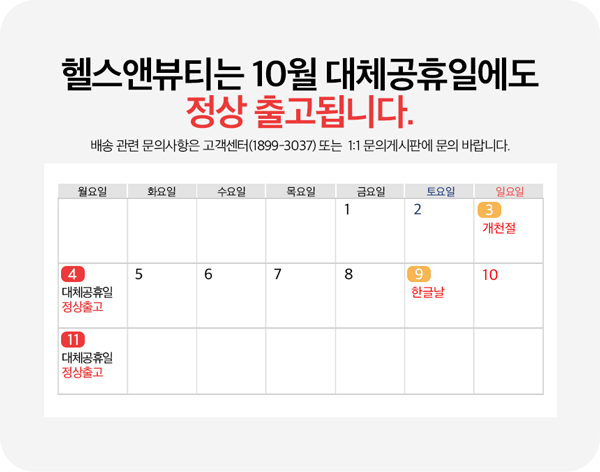 헬스앤뷰티는 10월 대체공휴일에도
정상 출고됩니다.
배송 관련 문의사항은 고객센터(1899-3037) 또는 1:1 문의게시판에 문의 바랍니다.
월요일 화요일 수요일 목요일 금요일 토요일 일요일
1 2 3
개천절
4 5 6 7 8 9 10
대체공휴일 한글날
정상출고
11
대체공휴일
정상출고